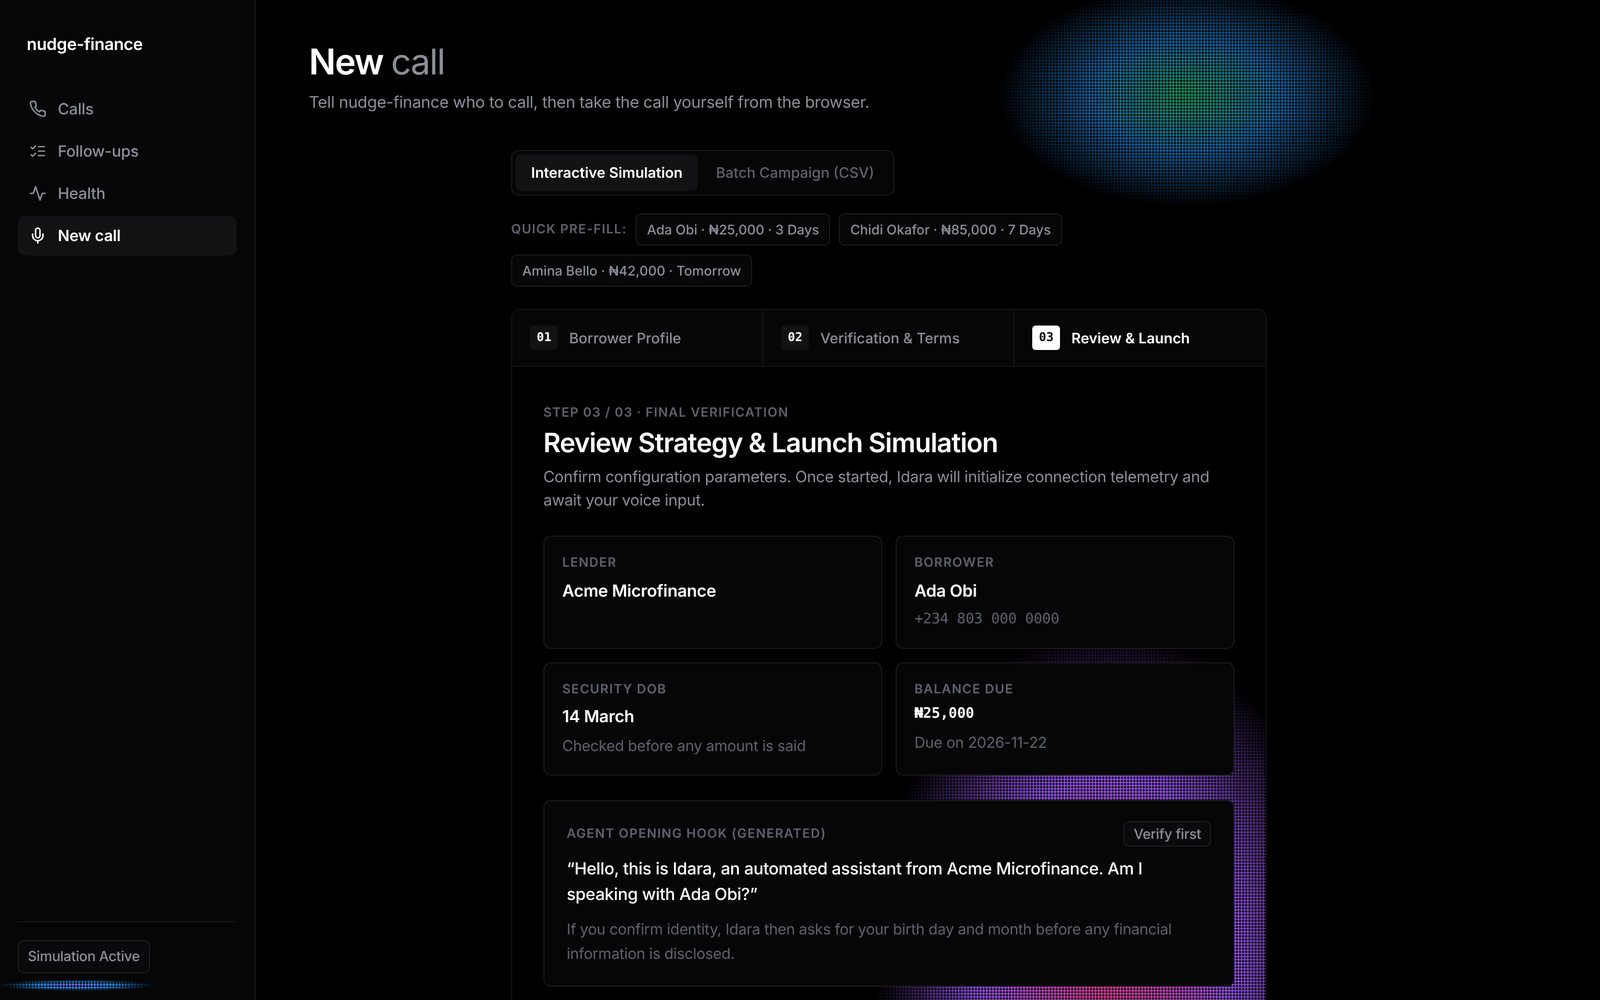 nudge-finance
Calls
Follow-ups
Health
New call
Simulation Active
New call
Tell nudge-finance who to call, then take the call yourself from the browser.
Interactive Simulation
Batch Campaign (CSV)
QUICK PRE-FILL:
Ada Obi · ₦25,000 · 3 Days
Chidi Okafor · ₦85,000 · 7 Days
Amina Bello · ₦42,000 · Tomorrow
01 Borrower Profile
02 Verification & Terms
03 Review & Launch
STEP 03 / 03 · FINAL VERIFICATION
Review Strategy & Launch Simulation
Confirm configuration parameters. Once started, Idara will initialize connection telemetry and
await your voice input.
LENDER
Acme Microfinance
BORROWER
Ada Obi
+234 803 000 0000
SECURITY DOB
14 March
Checked before any amount is said
BALANCE DUE
₦25,000
Due on 2026-11-22
AGENT OPENING HOOK (GENERATED)
Verify first
“Hello, this is Idara, an automated assistant from Acme Microfinance. Am I
speaking with Ada Obi?”
If you confirm identity, Idara then asks for your birth day and month before any financial
information is disclosed.